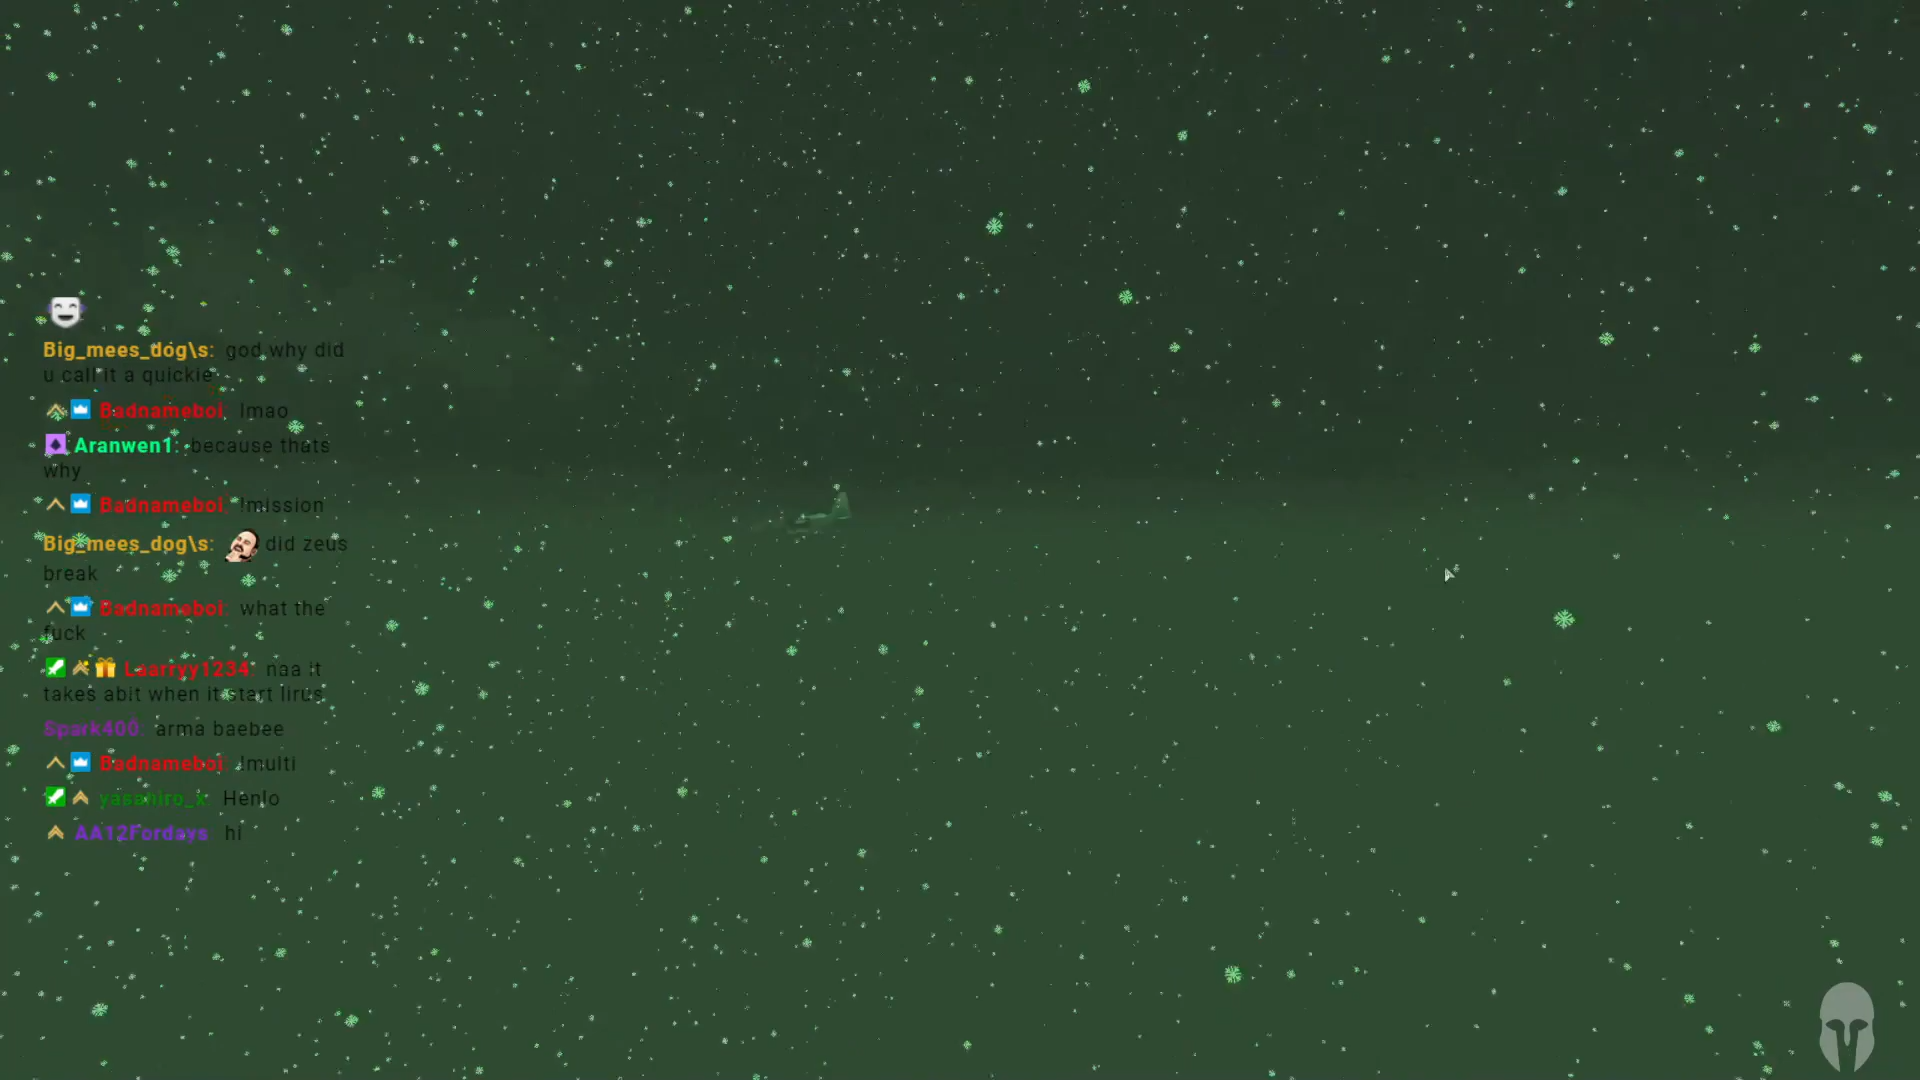 Big_mees_dog\s: god why did
u call it a quickie
Badnameboi: lmao
Aranwen1: because thats
why
Badnameboi: !mission
Big_mees_dog\s: did zeus
break
Badnameboi: what the
fuck
Laarryy1234: naa it
takes abit when it start lirus
Spark400: arma baebee
Badnameboi: !multi
yasahiro_x: Henlo
AA12Fordays hi